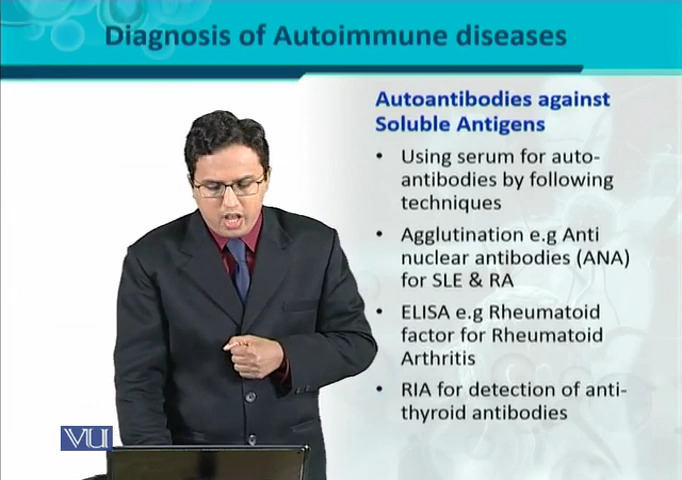 Diagnosis of Autoimmune diseases
Autoantibodies against
Soluble Antigens
• Using serum for auto-
antibodies by following
techniques
• Agglutination e.g Anti
nuclear antibodies (ANA)
for SLE & RA
• ELISA e.g Rheumatoid
factor for Rheumatoid
Arthritis
• RIA for detection of anti-
thyroid antibodies
VU